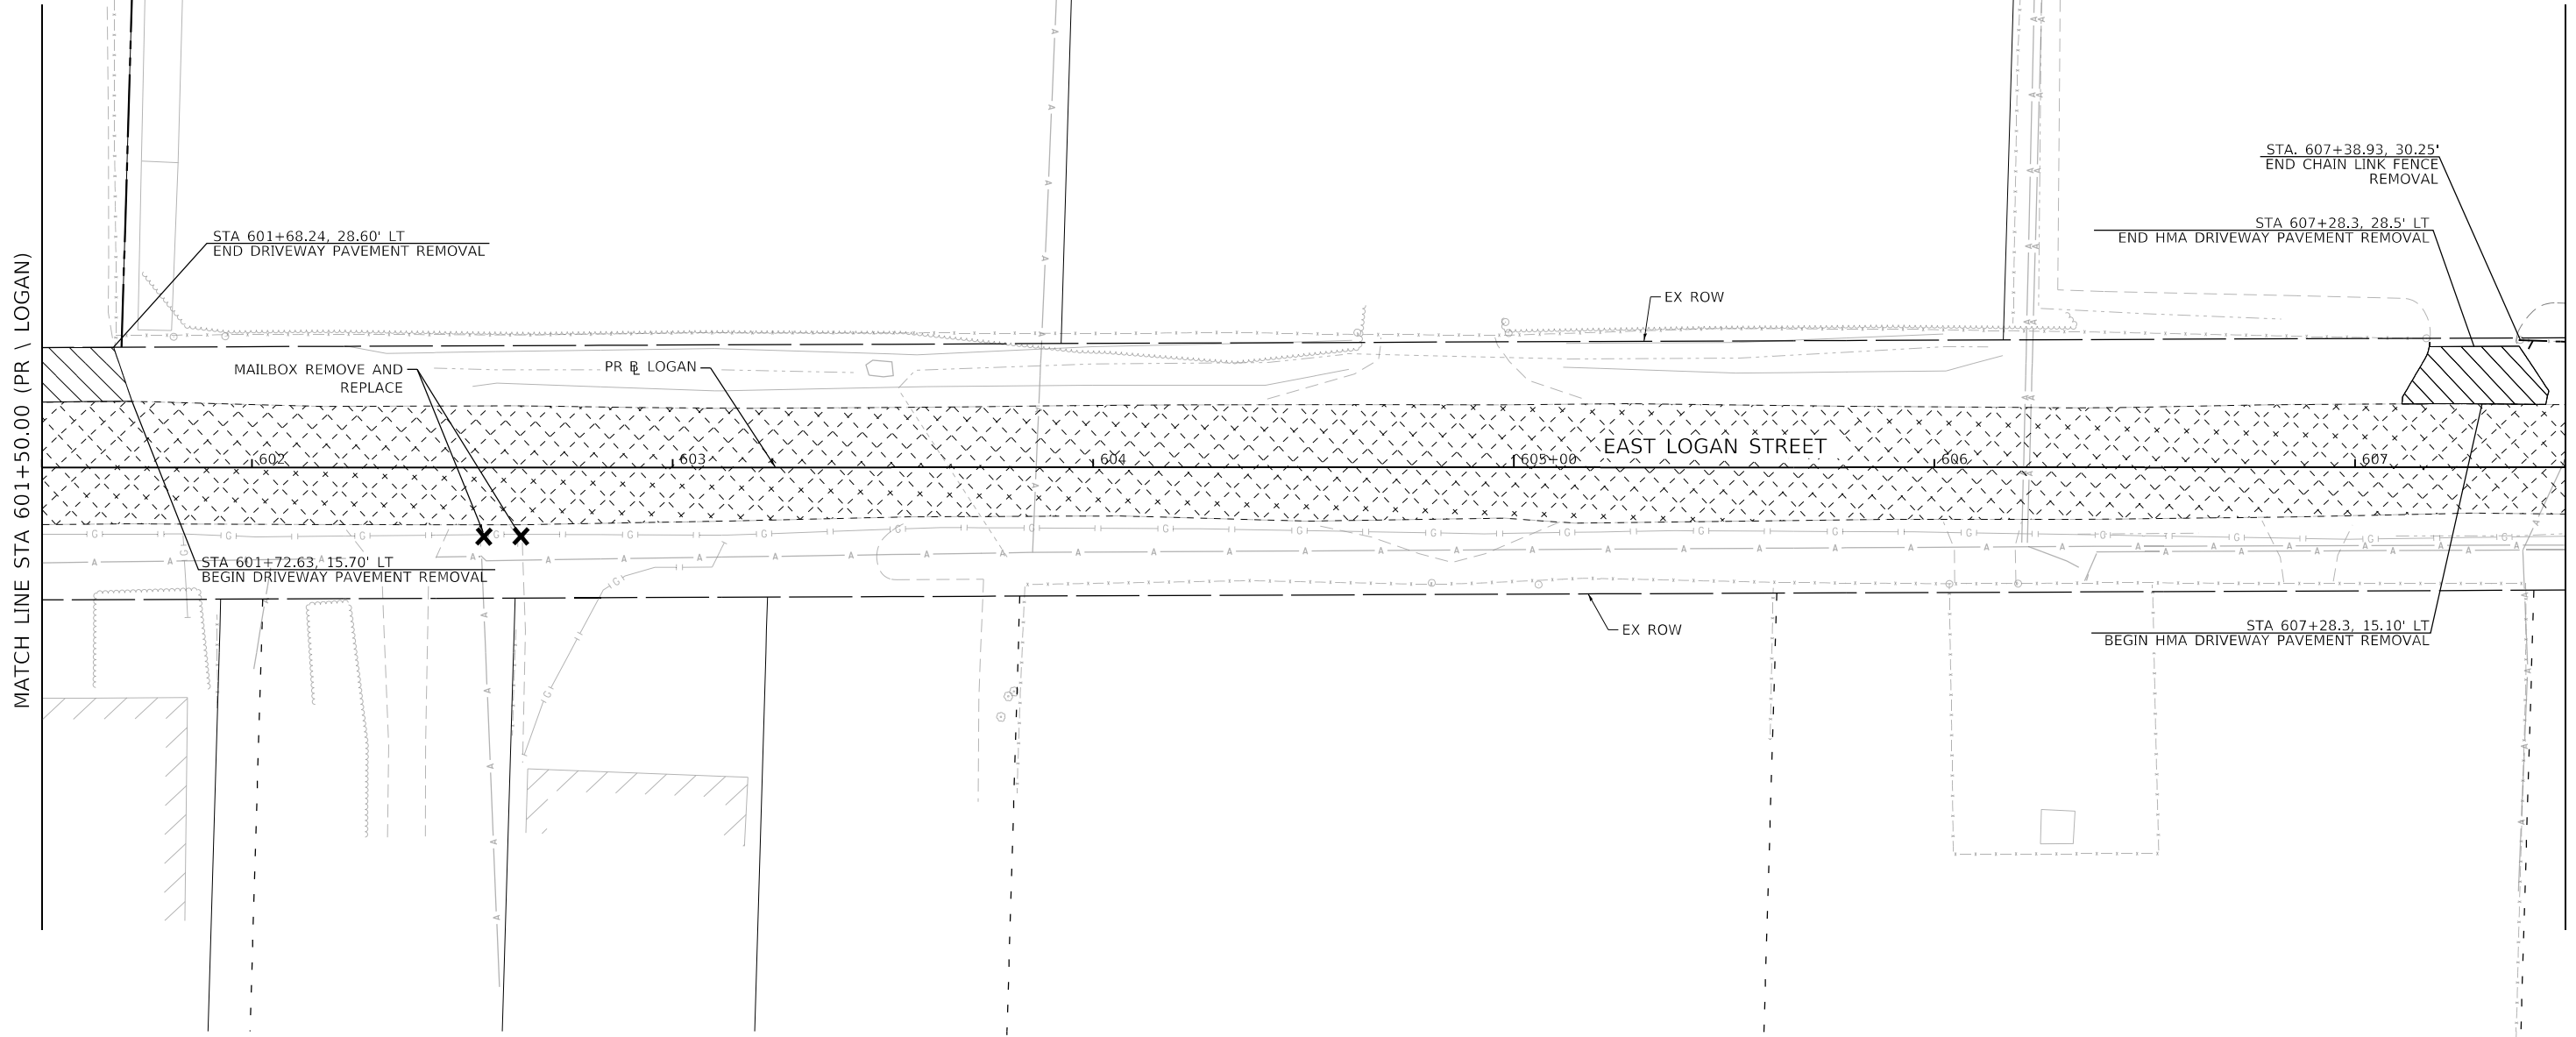 STA. 607+38.93, 30.25'
END CHAIN LINK FENCE
REMOVAL
STA 607+28.3, 28.5' LT
END HMA DRIVEWAY PAVEMENT REMOVAL
STA 601+68.24, 28.60' LT
END DRIVEWAY PAVEMENT REMOVAL
EX ROW
MATCH LINE STA 601+50.00 (PR \ LOGAN)
MAILBOX REMOVE AND
REPLACE
PR BL LOGAN
EAST LOGAN STREET
602
603
604
605+00
606
607
STA 601+72.63, 15.70' LT
BEGIN DRIVEWAY PAVEMENT REMOVAL
EX ROW
STA 607+28.3, 15.10' LT
BEGIN HMA DRIVEWAY PAVEMENT REMOVAL